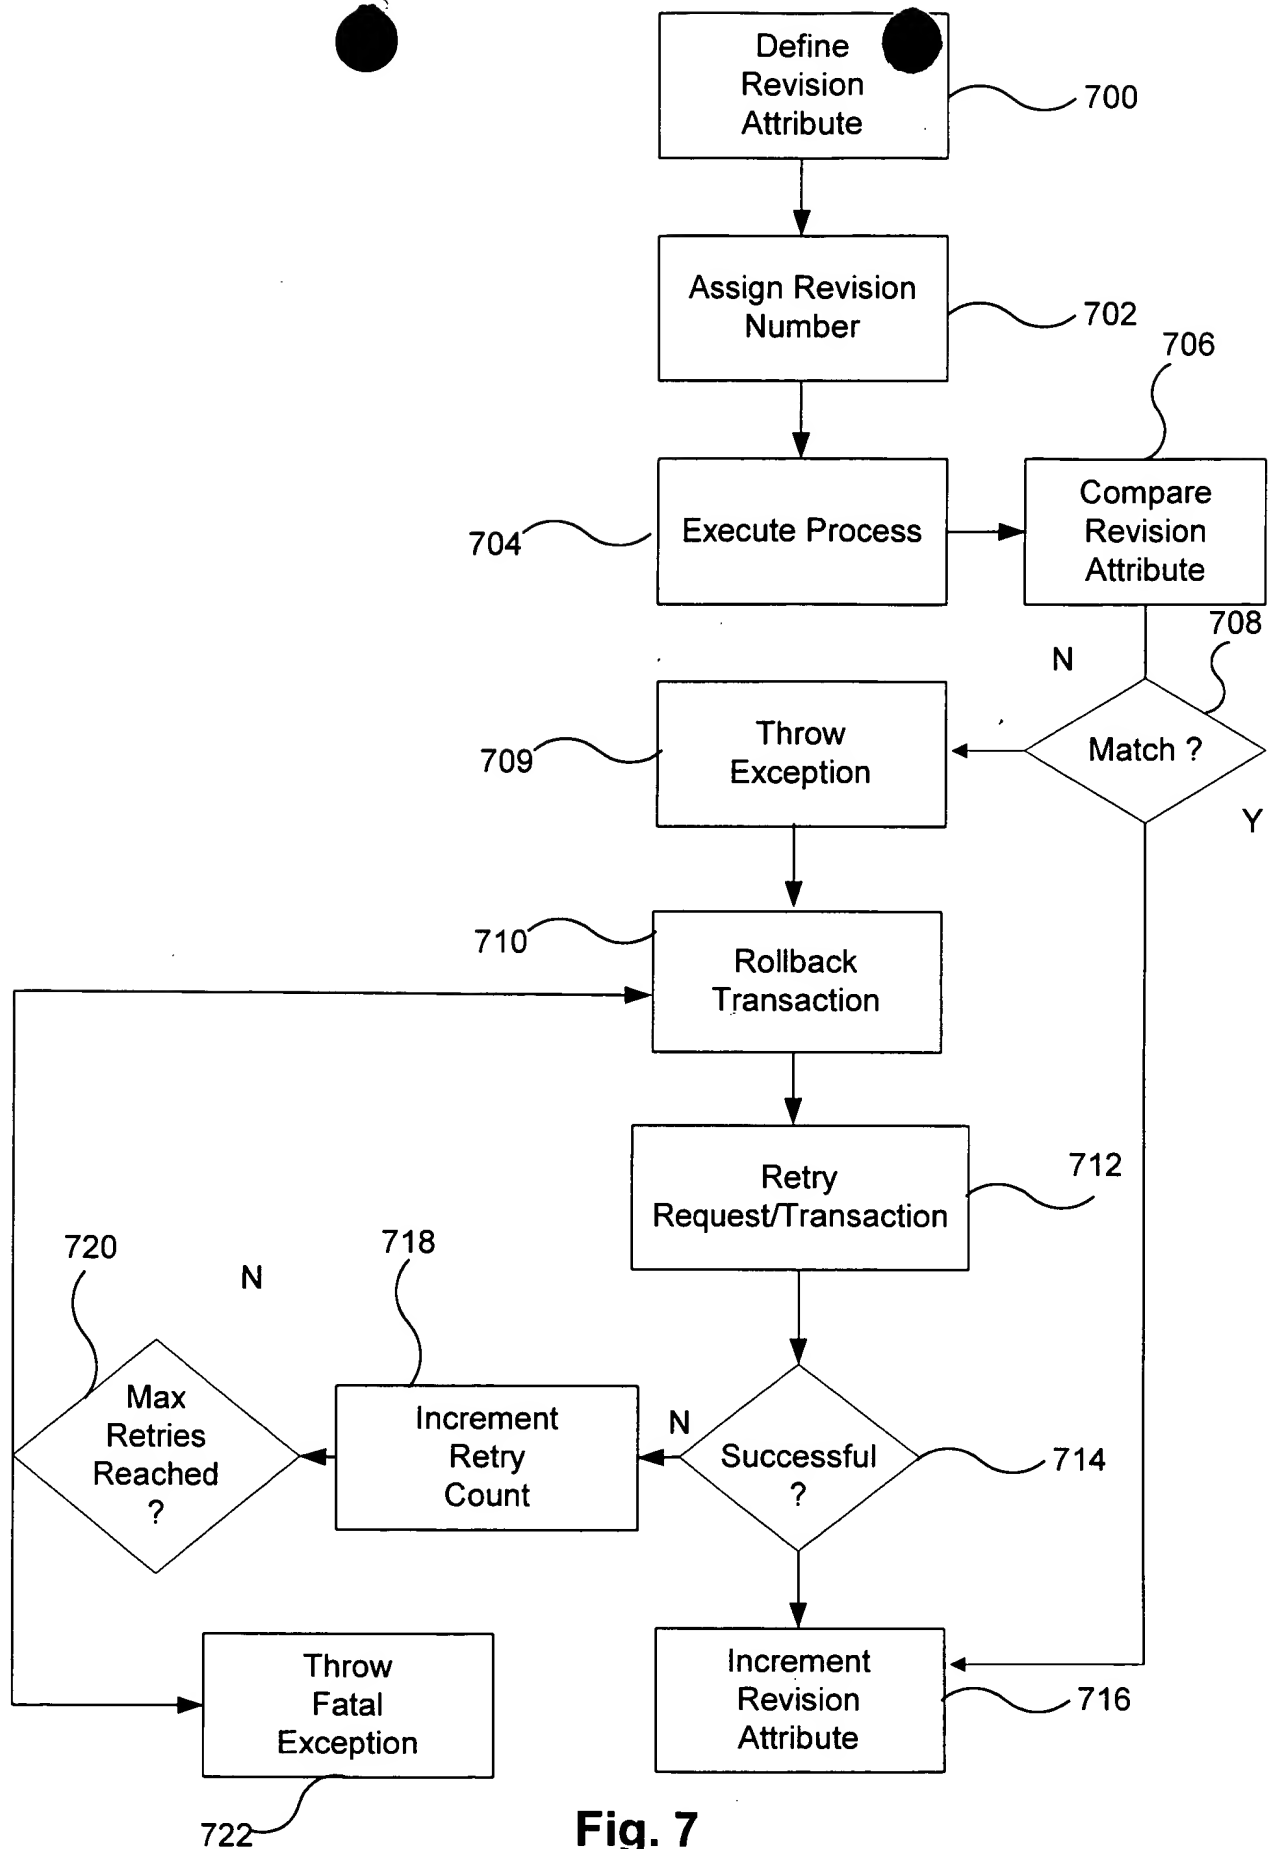 Define
Revision
Attribute
700
Assign Revision
Number
702
706
Execute Process
704
Compare
Revision
Attribute
708
N
Match ?
Y
Throw
Exception
709
710
Rollback
Transaction
Retry
Request/Transaction
712
720
N
718
Max
Retries
Reached
?
Increment
Retry
Count
N
Successful
?
714
Increment
Revision
Attribute
716
Throw
Fatal
Exception
722
Fig. 7